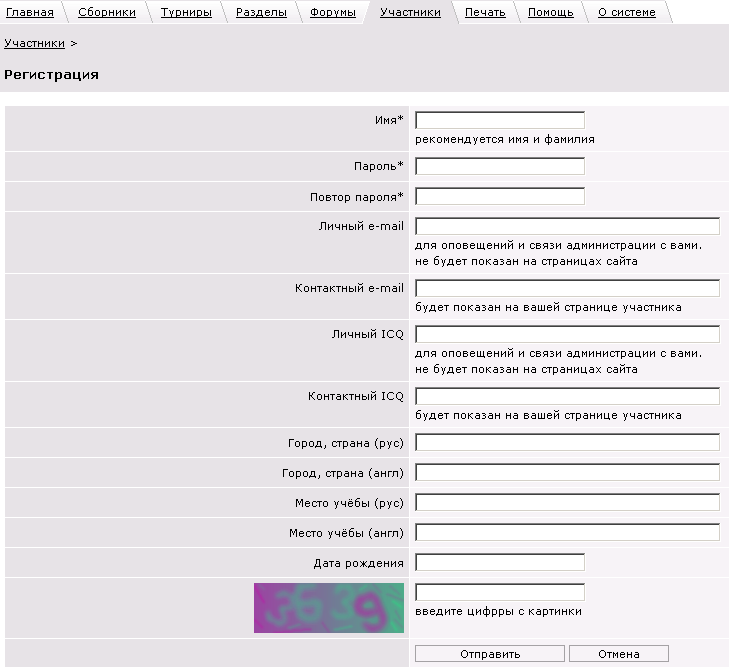 Главная Сборники Турниры Разделы Форумы Участники Печать Помощь О системе
Участники >
Регистрация
Имя*
рекомендуется имя и фамилия
Пароль*
Повтор пароля*
Личный e-mail
для оповещений и связи администрации с вами.
не будет показан на страницах сайта
Контактный e-mail
будет показан на вашей странице участника
Личный ICQ
для оповещений и связи администрации с вами.
не будет показан на страницах сайта
Контактный ICQ
будет показан на вашей странице участника
Город, страна (рус)
Город, страна (англ)
Место учёбы (рус)
Место учёбы (англ)
Дата рождения
введите цифрры с картинки
Отправить Отмена